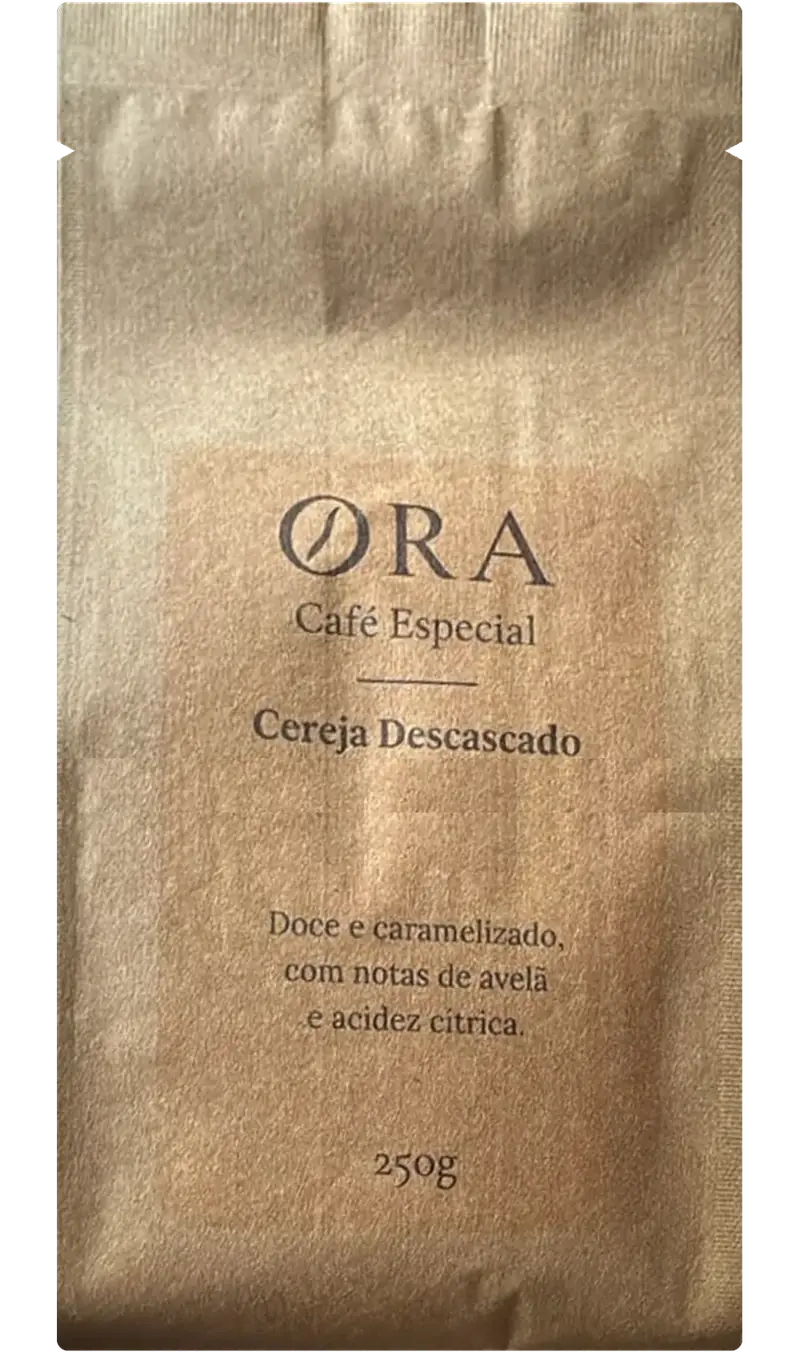 ORA
Café Especial
Cereja Descascado
Doce e caramelizado,
com notas de avelã
e acidez cítrica.
250g